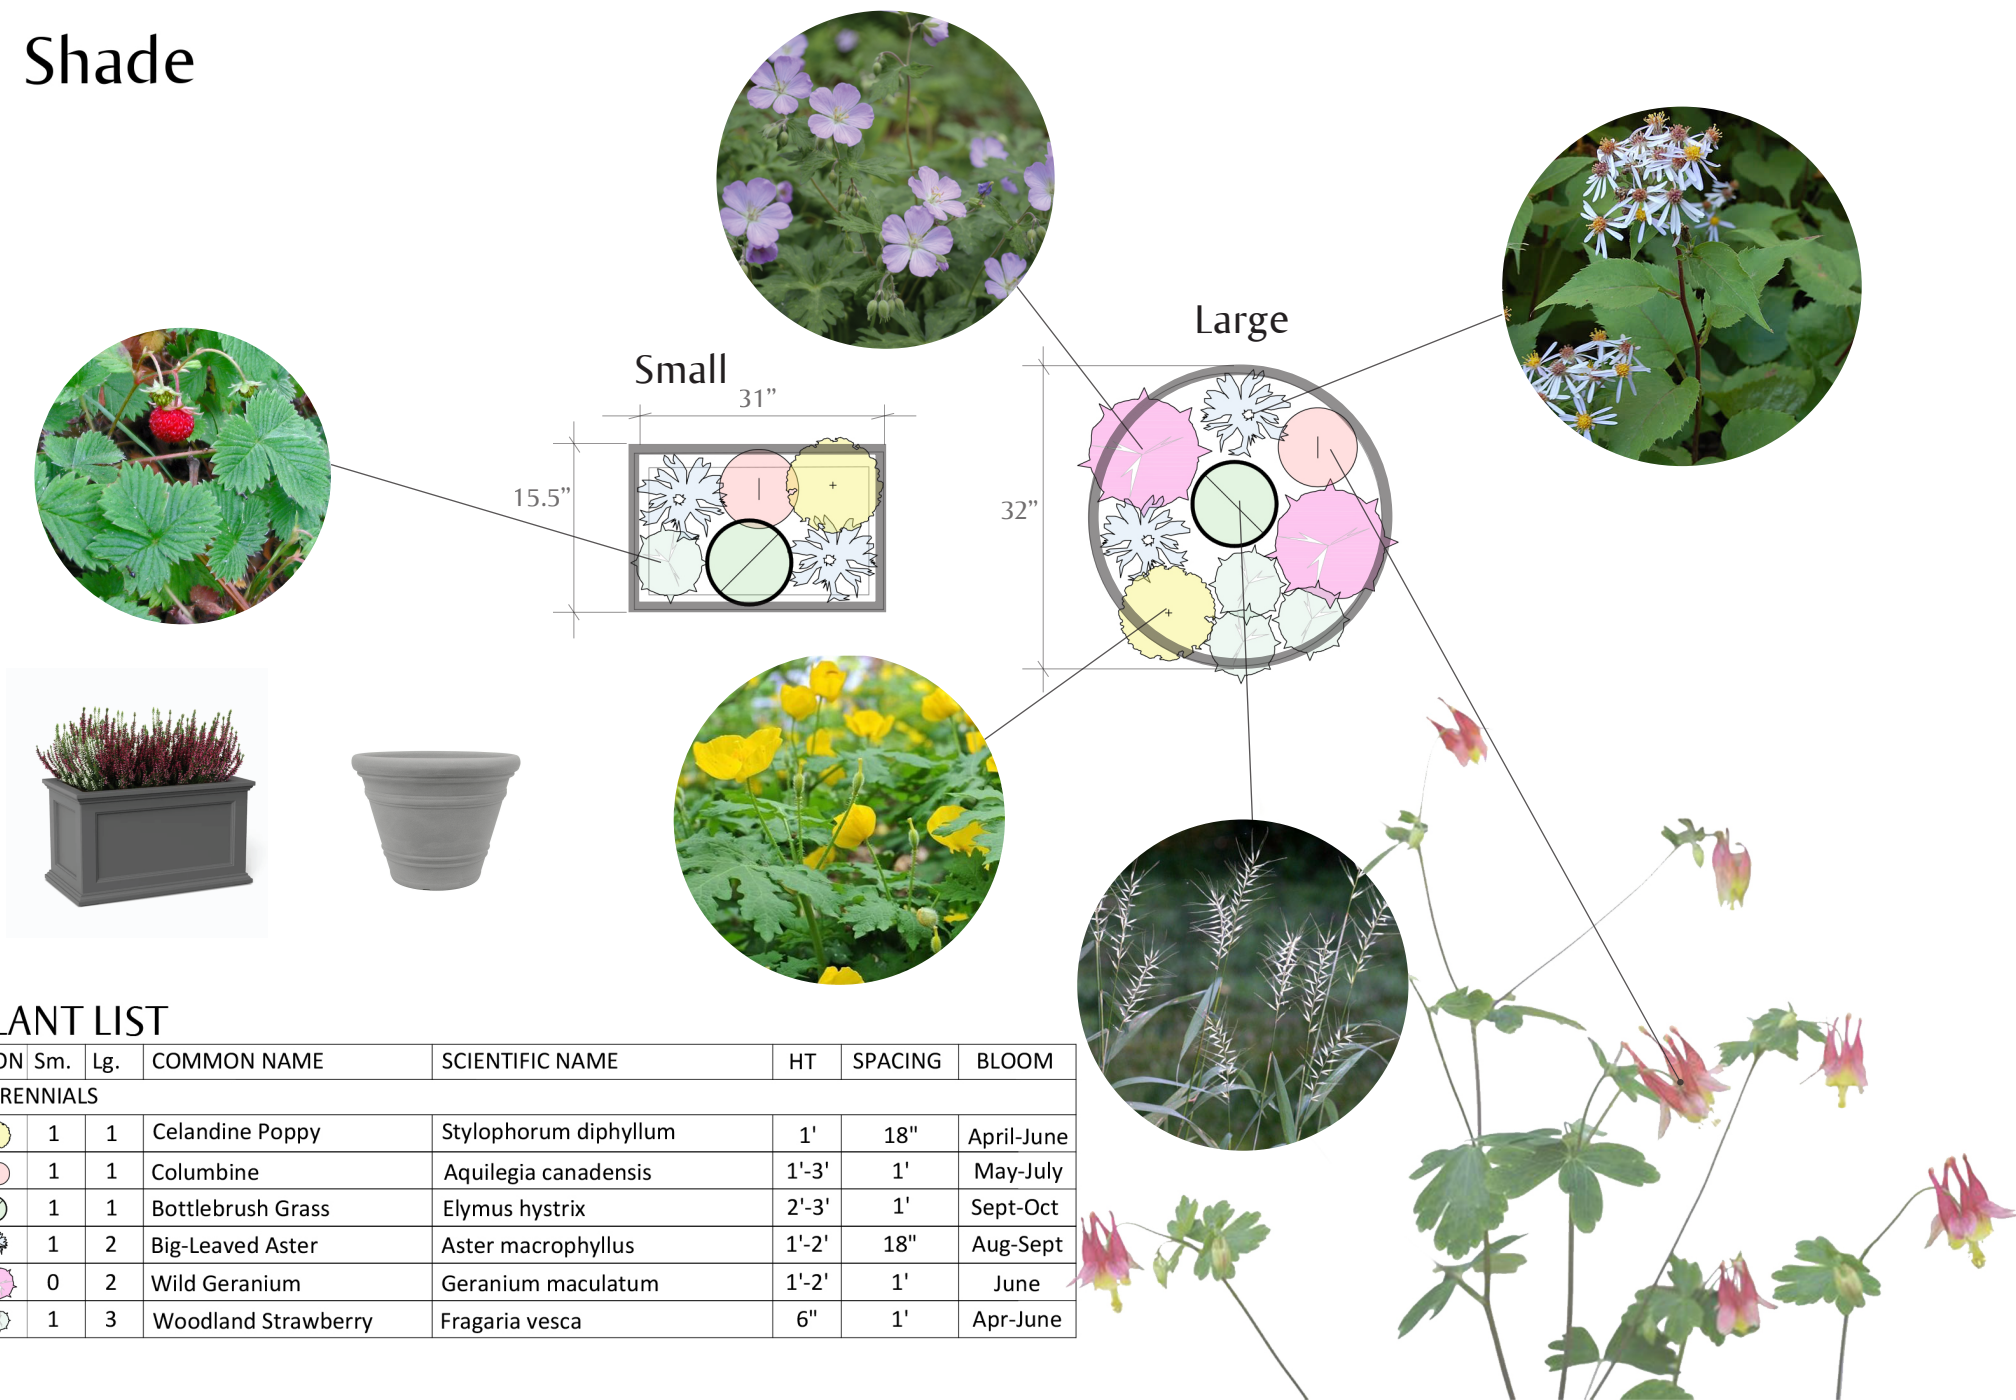 Shade
Large
Small
31”
15.5”
32”
LANT LIST
ON Sm. Lg. COMMON NAME SCIENTIFIC NAME HT SPACING BLOOM
RENNIALS
1 1 Celandine Poppy Stylophorum diphyllum 1' 18" April-June
1 1 Columbine Aquilegia canadensis 1'-3' 1' May-July
1 1 Bottlebrush Grass Elymus hystrix 2'-3' 1' Sept-Oct
1 2 Big-Leaved Aster Aster macrophyllus 1'-2' 18" Aug-Sept
0 2 Wild Geranium Geranium maculatum 1'-2' 1' June
1 3 Woodland Strawberry Fragaria vesca 6" 1' Apr-June